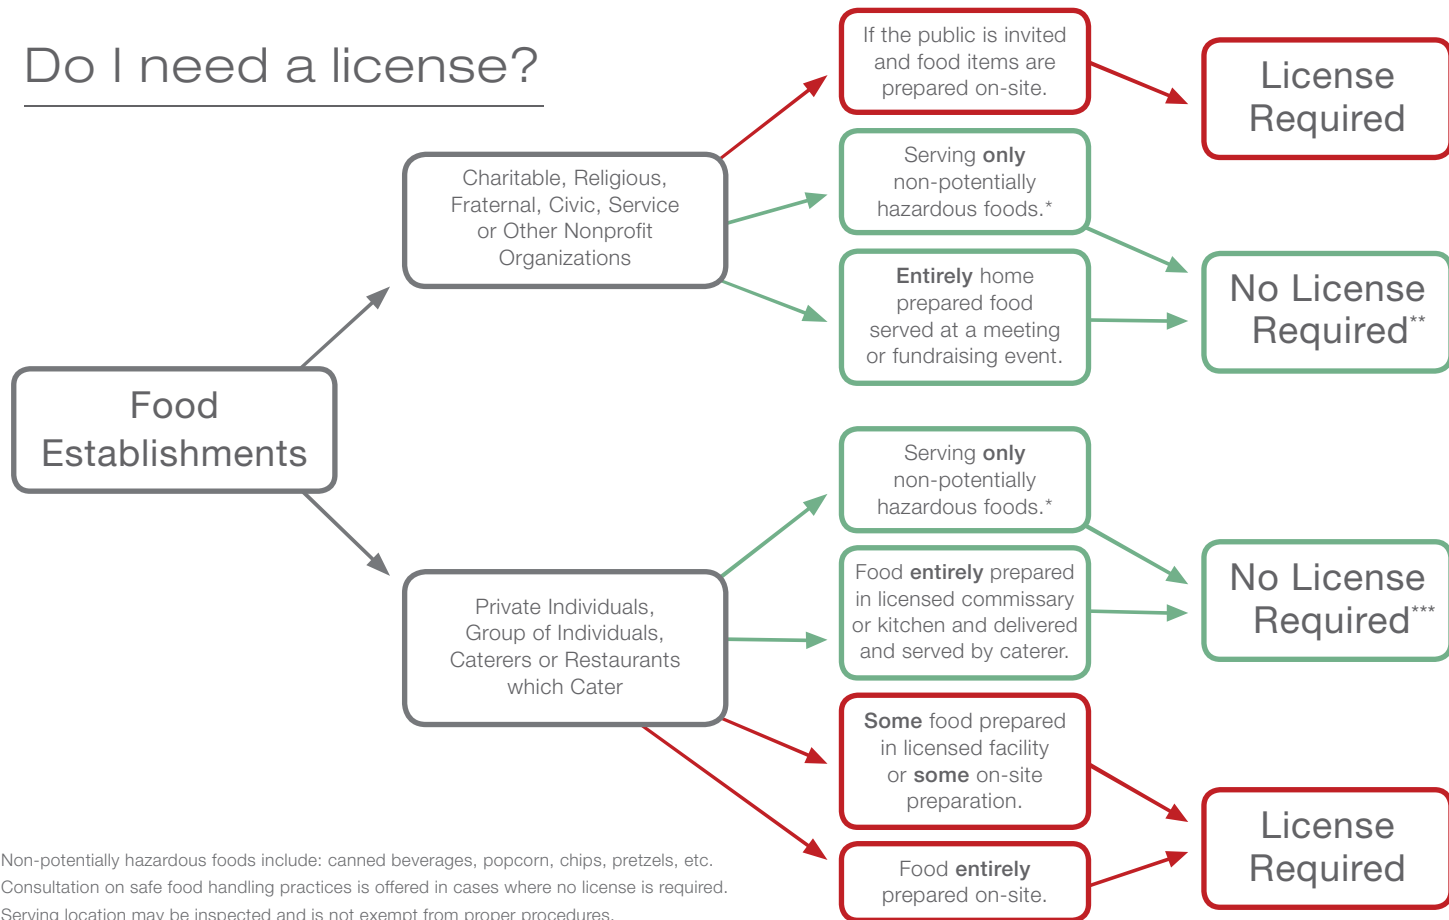 Do I need a license?
If the public is invited
and food items are
prepared on-site.
License
Required
Charitable, Religious,
Fraternal, Civic, Service
or Other Nonprofit
Organizations
Serving only
non-potentially
hazardous foods.*
Entirely home
prepared food
served at a meeting
or fundraising event.
No License
Required**
Food
Establishments
Serving only
non-potentially
hazardous foods.*
Food entirely prepared
in licensed commissary
or kitchen and delivered
and served by caterer.
No License
Required***
Private Individuals,
Group of Individuals,
Caterers or Restaurants
which Cater
Some food prepared
in licensed facility
or some on-site
preparation.
Food entirely
prepared on-site.
License
Required
Non-potentially hazardous foods include: canned beverages, popcorn, chips, pretzels, etc.
Consultation on safe food handling practices is offered in cases where no license is required.
Serving location may be inspected and is not exempt from proper procedures.